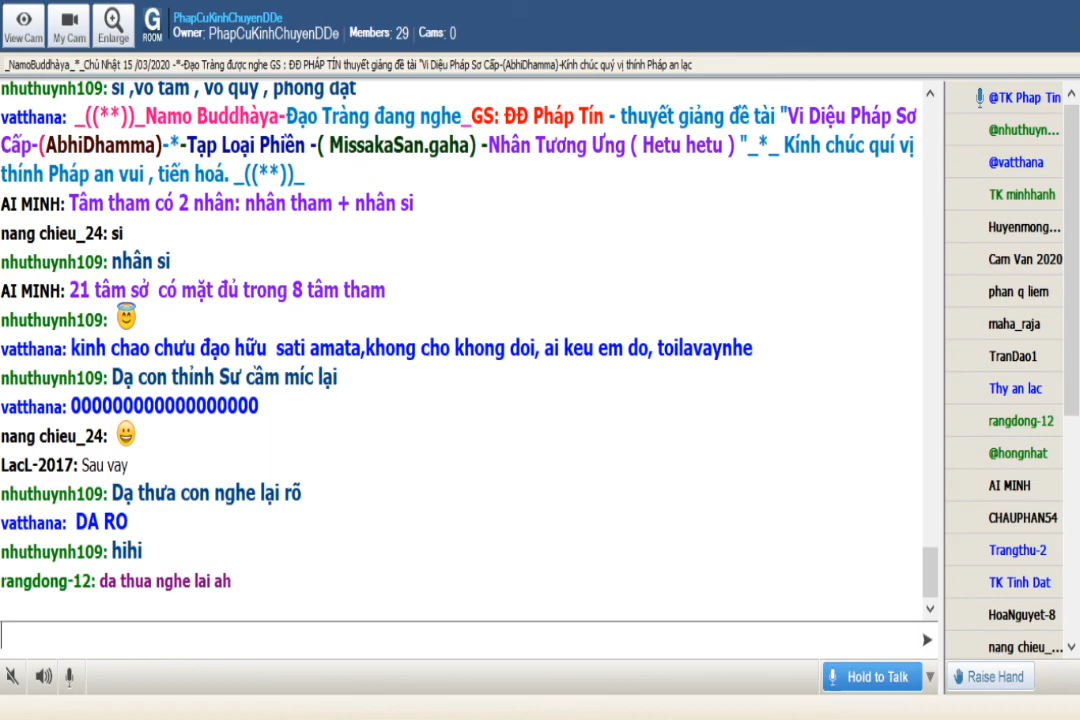 PhapCuKinhChuyenDDe
Owner: PhapCuKinhChuyenDDe | Members: 29 | Cams: 0
View Cam My Cam Enlarge G ROOM
_NamoBuddhàya_*_Chủ Nhật 15 /03/2020 -*-Đạo Tràng được nghe GS : ĐĐ PHÁP TÍN thuyết giảng đề tài "Vi Diệu Pháp Sơ Cấp-(AbhiDhamma)-Kính chúc quý vị thính Pháp an lạc
nhuthuynh109: si ,vô tàm , vô quý , phóng dật
vatthana: _((**))_Namo Buddhàya-Đạo Tràng đang nghe_GS: ĐĐ Pháp Tín - thuyết giảng đề tài "Vi Diệu Pháp Sơ
Cấp-(AbhiDhamma)-*-Tạp Loại Phiền -( MissakaSan.gaha) -Nhân Tương Ưng ( Hetu hetu ) "_*_ Kính chúc quí vị
thính Pháp an vui , tiến hoá. _((**))_
AI MINH: Tâm tham có 2 nhân: nhân tham + nhân si
nang chieu_24: si
nhuthuynh109: nhân si
AI MINH: 21 tâm sở có mặt đủ trong 8 tâm tham
nhuthuynh109:
vatthana: kinh chao chưu đạo hữu sati amata,khong cho khong doi, ai keu em do, toilavaynhe
nhuthuynh109: Dạ con thỉnh Sư cầm míc lại
vatthana: 000000000000000000
nang chieu_24:
LacL-2017: Sau vay
nhuthuynh109: Dạ thưa con nghe lại rõ
vatthana: DA RO
nhuthuynh109: hihi
rangdong-12: da thua nghe lai ah
@TK Phap Tin
@nhuthuyn...
@vatthana
TK minhhanh
Huyenmong...
Cam Van 2020
phan q liem
maha_raja
TranDao1
Thy an lac
rangdong-12
@hongnhat
AI MINH
CHAUPHAN54
Trangthu-2
TK Tinh Dat
HoaNguyet-8
nang chieu_...
Hold to Talk
Raise Hand